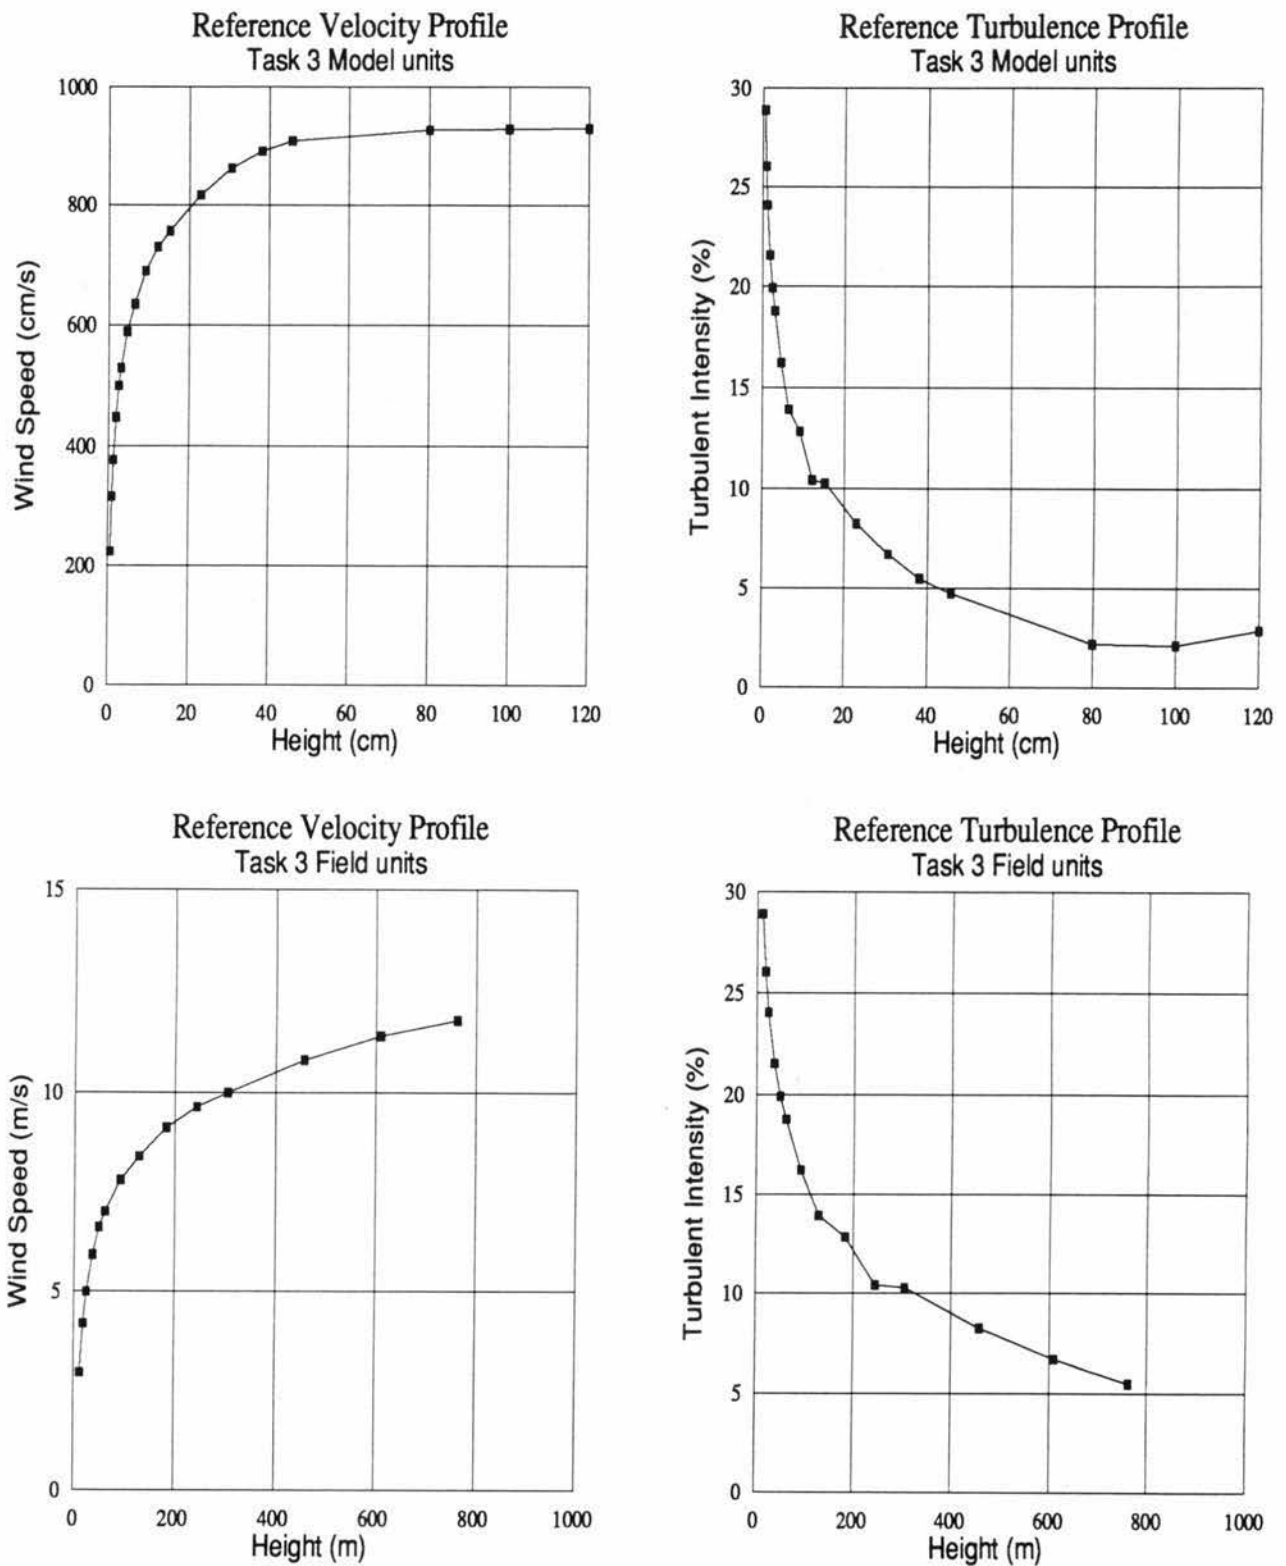 Reference Velocity Profile
Task 3 Model units
1000
800
600
400
200
0
Wind Speed (cm/s)
0 20 40 60 80 100 120
Height (cm)
Reference Turbulence Profile
Task 3 Model units
30
25
20
15
10
5
0
Turbulent Intensity (%)
0 20 40 60 80 100 120
Height (cm)
Reference Velocity Profile
Task 3 Field units
15
10
5
0
Wind Speed (m/s)
0 200 400 600 800 1000
Height (m)
Reference Turbulence Profile
Task 3 Field units
30
25
20
15
10
5
0
Turbulent Intensity (%)
0 200 400 600 800 1000
Height (m)